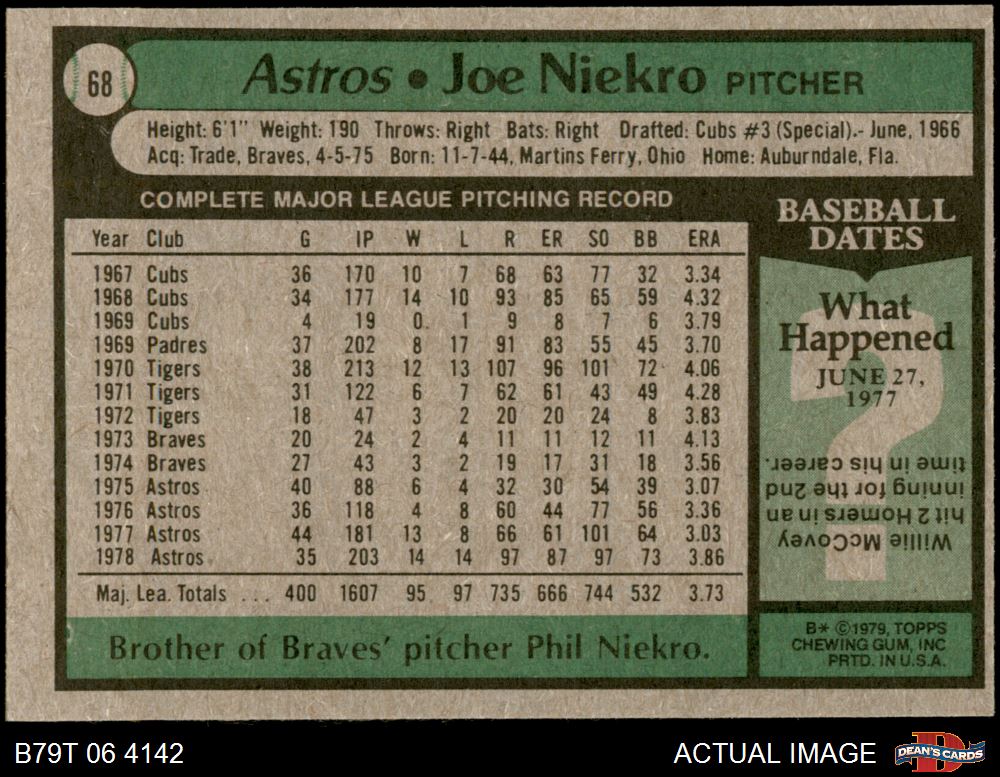 68
Astros • Joe Niekro PITCHER
Height: 6'1" Weight: 190 Throws: Right Bats: Right Drafted: Cubs #3 (Special).- June, 1966
Acq: Trade, Braves, 4-5-75 Born: 11-7-44, Martins Ferry, Ohio Home: Auburndale, Fla.
COMPLETE MAJOR LEAGUE PITCHING RECORD
Year Club G IP W L R ER SO BB ERA
1967 Cubs 36 170 10 7 68 63 77 32 3.34
1968 Cubs 34 177 14 10 93 85 65 59 4.32
1969 Cubs 4 19 0. 1 9 8 7 6 3.79
1969 Padres 37 202 8 17 91 83 55 45 3.70
1970 Tigers 38 213 12 13 107 96 101 72 4.06
1971 Tigers 31 122 6 7 62 61 43 49 4.28
1972 Tigers 18 47 3 2 20 20 24 8 3.83
1973 Braves 20 24 2 4 11 11 12 11 4.13
1974 Braves 27 43 3 2 19 17 31 18 3.56
1975 Astros 40 88 6 4 32 30 54 39 3.07
1976 Astros 36 118 4 8 60 44 77 56 3.36
1977 Astros 44 181 13 8 66 61 101 64 3.03
1978 Astros 35 203 14 14 97 87 97 73 3.86
Maj. Lea. Totals ... 400 1607 95 97 735 666 744 532 3.73
Brother of Braves' pitcher Phil Niekro.
BASEBALL
DATES
What
Happened
JUNE 27,
1977
?
Willie McCovey
hit 2 Homers in an
inning for the 2nd
time in his career.
B* ©1979, TOPPS
CHEWING GUM, INC
PRTD. IN U.S.A.
B79T 06 4142
ACTUAL IMAGE
D
DEAN'S CARDS